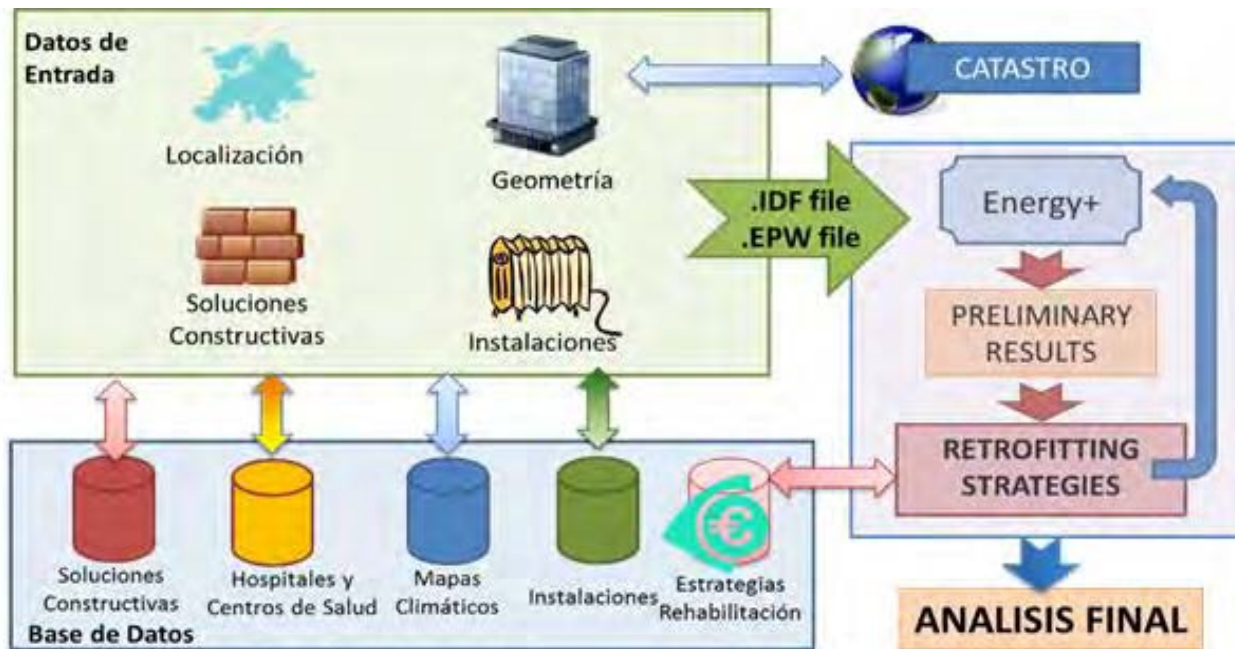 Datos de
Entrada
Localización
Geometría
Soluciones
Constructivas
Instalaciones
CATASTRO
.IDF file
.EPW file
Energy+
PRELIMINARY
RESULTS
RETROFITTING
STRATEGIES
ANALISIS FINAL
Soluciones
Constructivas
Hospitales y
Centros de Salud
Mapas
Climáticos
Instalaciones
€
Estrategías
Rehabilitación
Base de Datos